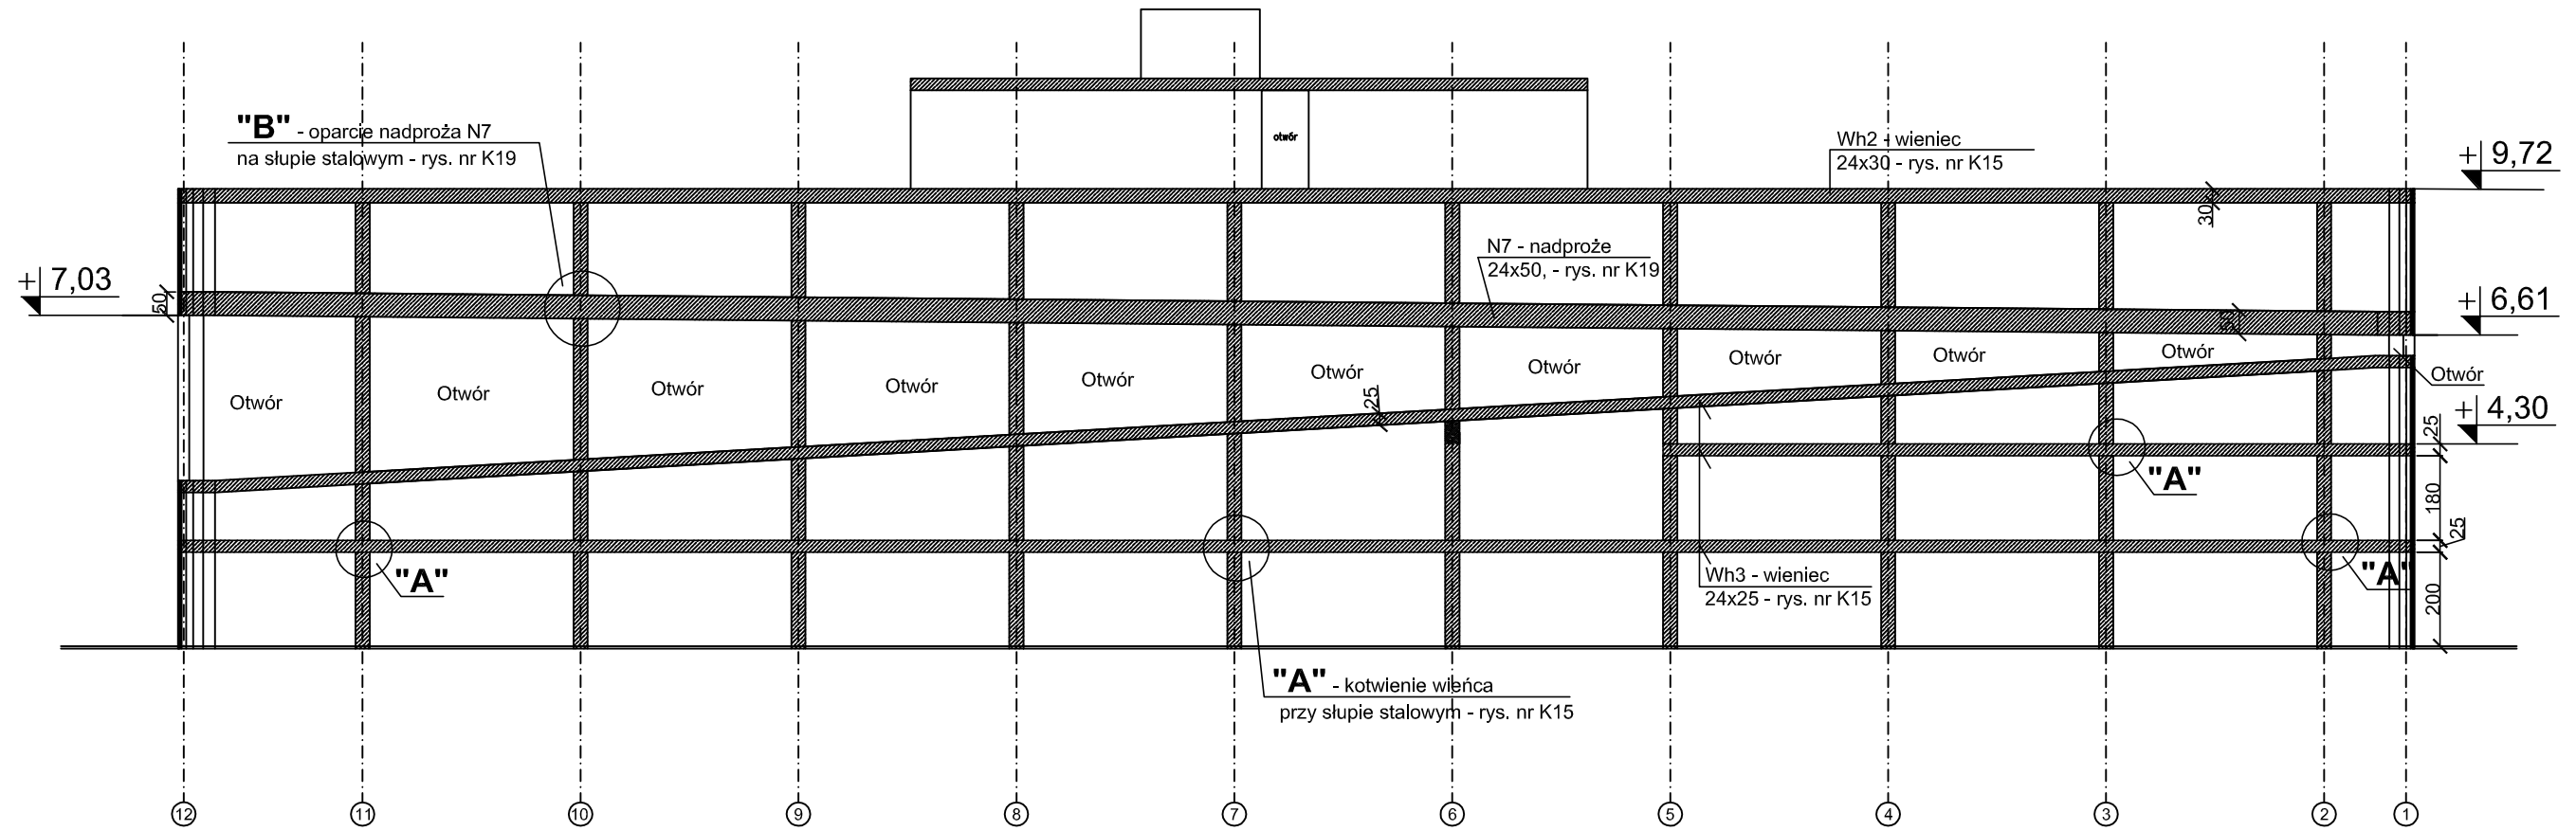 otwór
"B" - oparcie nadproża N7
na słupie stalowym - rys. nr K19
Wh2 - wieniec
24x30 - rys. nr K15
+ 9,72
30
N7 - nadproże
24x50, - rys. nr K19
+ 7,03
50
+ 6,61
50
Otwór
Otwór
Otwór
Otwór
Otwór
Otwór
Otwór
Otwór
Otwór
Otwór
Otwór
25
+ 4,30
25
"A"
180
25
"A"
"A"
Wh3 - wieniec
24x25 - rys. nr K15
200
"A" - kotwienie wieńca
przy słupie stalowym - rys. nr K15
12
11
10
9
8
7
6
5
4
3
2
1